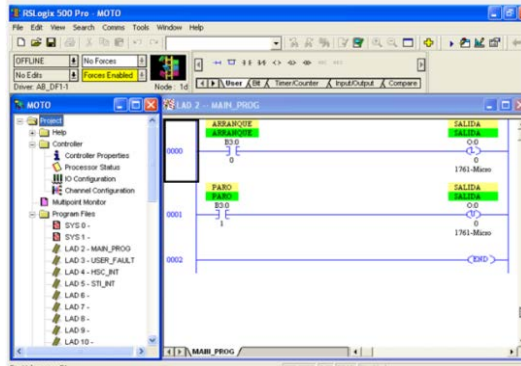 RSLogix 500 Pro - MOTO
File Edit View Search Comms Tools Window Help
OFFLINE No Forces
No Edits Forces Enabled
Driver: AB_DF1-1 Node: 1d
User Bit Timer/Counter Input/Output Compare
MOTO
Project
Help
Controller
Controller Properties
Processor Status
IO Configuration
Channel Configuration
Multipoint Monitor
Program Files
SYS 0 -
SYS 1 -
LAD 2 - MAIN_PROG
LAD 3 - USER_FAULT
LAD 4 - HSC_INT
LAD 5 - STI_INT
LAD 6 -
LAD 7 -
LAD 8 -
LAD 9 -
LAD 10 -
LAD 2 -- MAIN_PROG
ARRANQUE SALIDA
ARRANQUE SALIDA
B3:0 O:0
0000 L
0 0
1761-Micro
PARO SALIDA
PARO SALIDA
B3:0 O:0
0001 U
1 0
1761-Micro
0002 END
MAIN_PROG